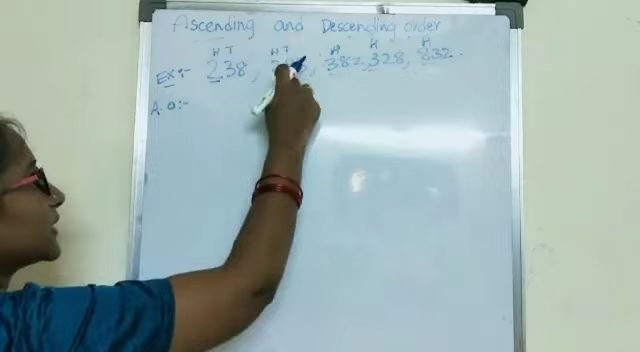 Ascending and Descending order
H T H T H H H
Ex:- 238, 382, 328, 832.
A.O:-